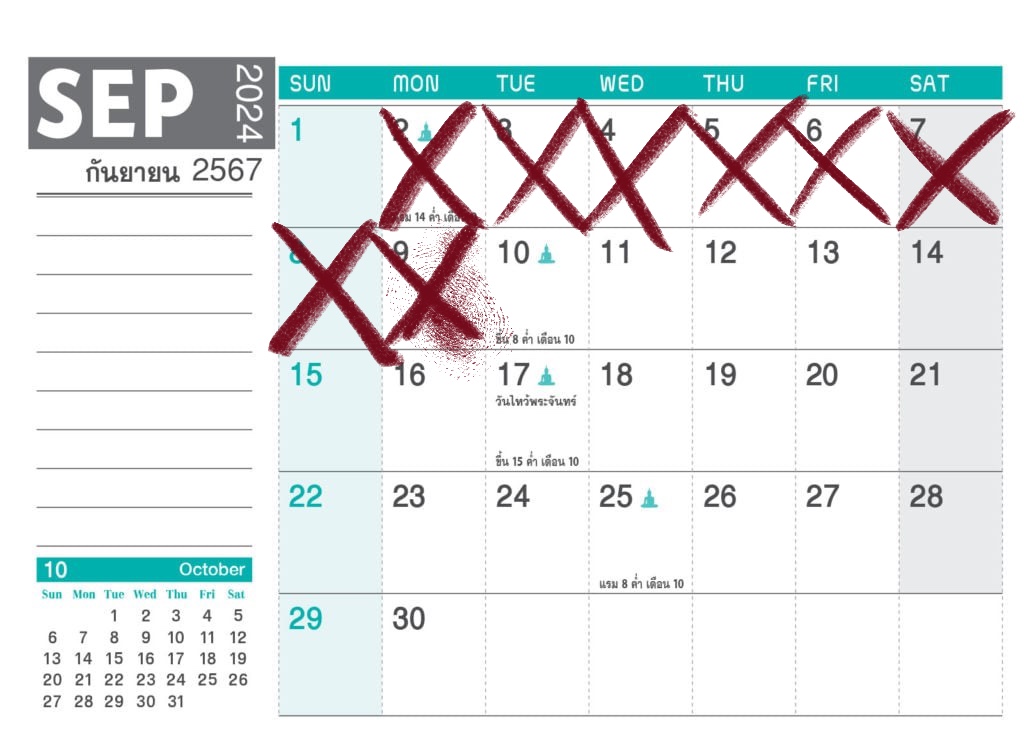 SEP 2024
กันยายน 2567
SUN MON TUE WED THU FRI SAT
1 2 3 4 5 6 7
14 ค่ำ
8 9 10 11 12 13 14
ขึ้น 8 ค่ำ เดือน 10
15 16 17 18 19 20 21
วันไหว้พระจันทร์
ขึ้น 15 ค่ำ เดือน 10
22 23 24 25 26 27 28
แรม 8 ค่ำ เดือน 10
29 30
10 October
Sun Mon Tue Wed Thu Fri Sat
1 2 3 4 5
6 7 8 9 10 11 12
13 14 15 16 17 18 19
20 21 22 23 24 25 26
27 28 29 30 31